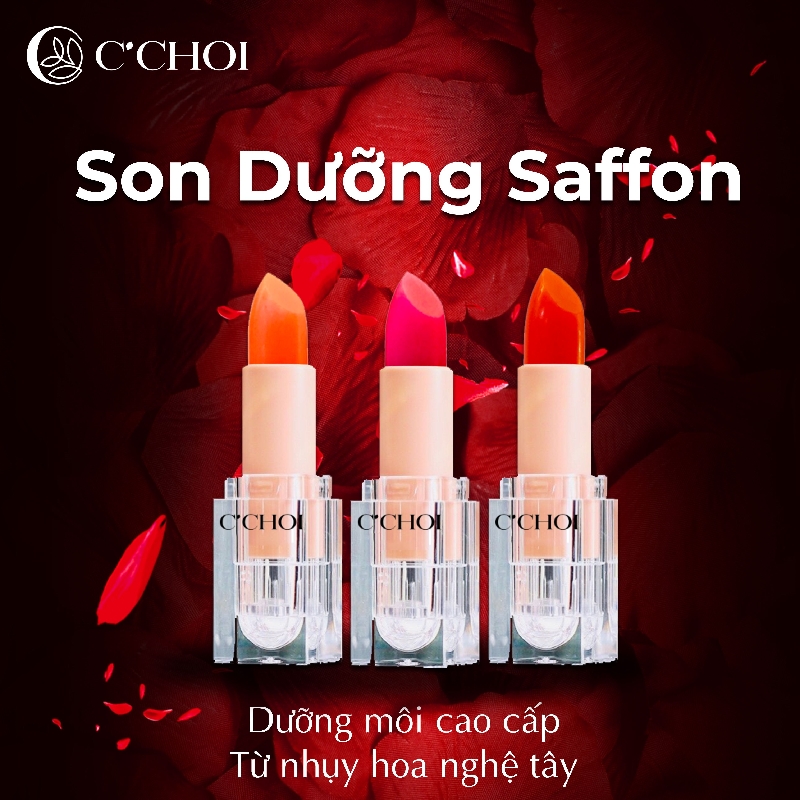 C'CHOI
Son Dưỡng Saffon
C'CHOI C'CHOI C'CHOI
Dưỡng môi cao cấp
Từ nhụy hoa nghệ tây